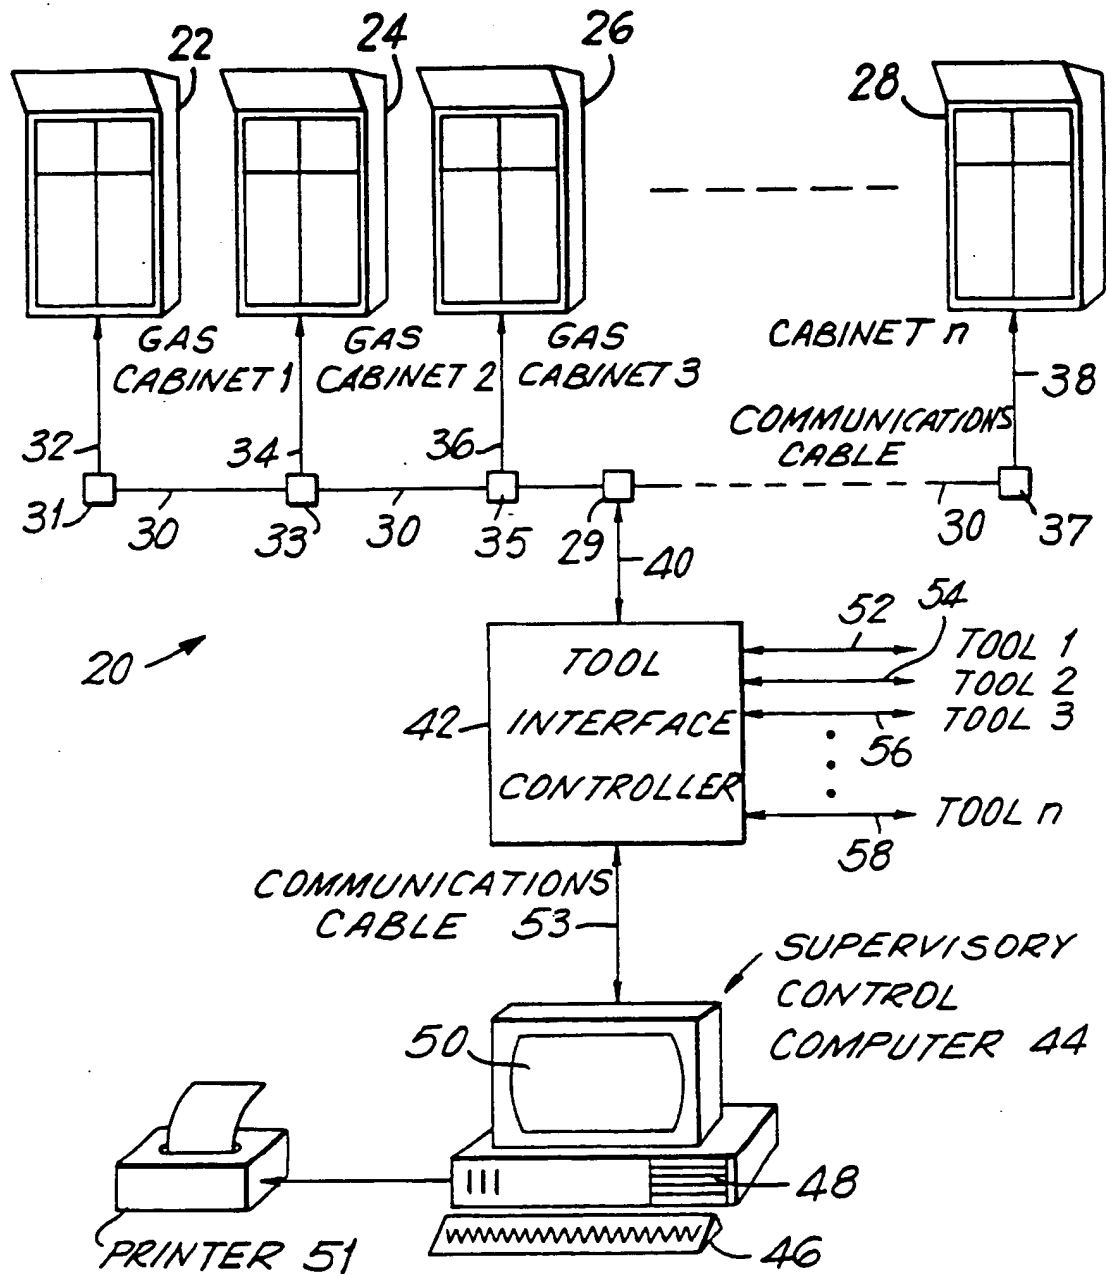 22
24
26
28
GAS
CABINET 1
GAS
CABINET 2
GAS
CABINET 3
CABINET n
38
COMMUNICATIONS
CABLE
32
34
36
31
30
33
30
35
29
40
30
37
20
42
TOOL
INTERFACE
CONTROLLER
52
54
TOOL 1
TOOL 2
TOOL 3
56
TOOL n
58
COMMUNICATIONS
CABLE
53
SUPERVISORY
CONTROL
COMPUTER 44
50
48
46
PRINTER 51